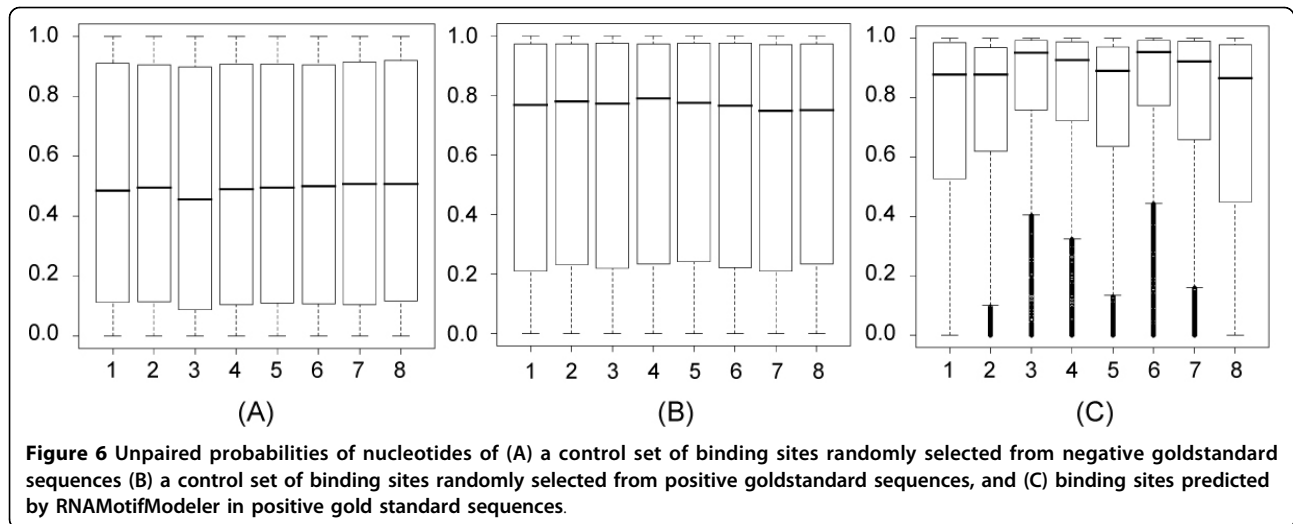 1.0
0.8
0.6
0.4
0.2
0.0
1 2 3 4 5 6 7 8
(A)
1.0
0.8
0.6
0.4
0.2
0.0
1 2 3 4 5 6 7 8
(B)
1.0
0.8
0.6
0.4
0.2
0.0
1 2 3 4 5 6 7 8
(C)
Figure 6 Unpaired probabilities of nucleotides of (A) a control set of binding sites randomly selected from negative goldstandard
sequences (B) a control set of binding sites randomly selected from positive goldstandard sequences, and (C) binding sites predicted
by RNAMotifModeler in positive gold standard sequences.